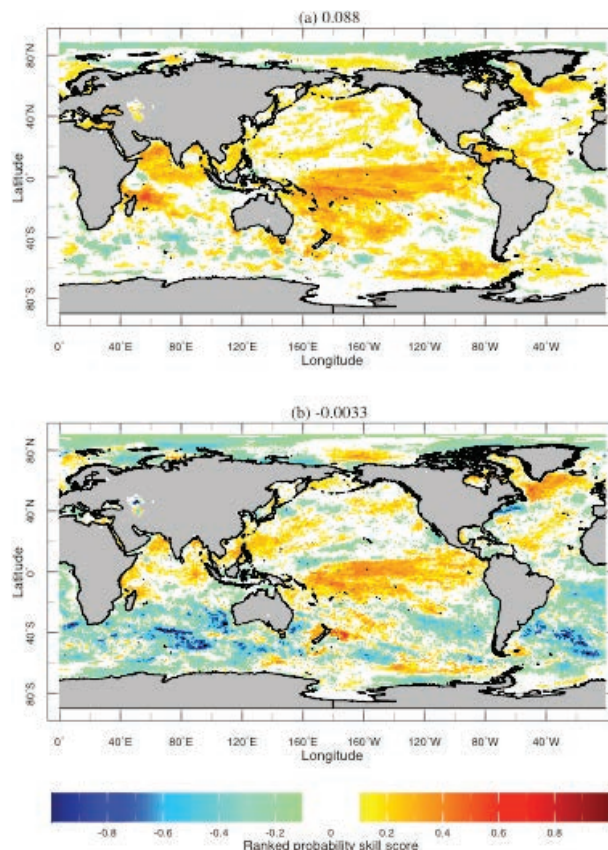 (a) 0.088
80°N
40°N
0
40°S
80°S
Latitude
0° 40°E 80°E 120°E 160°E 160°W 120°W 80°W 40°W
Longitude
(b) -0.0033
80°N
40°N
0
40°S
80°S
Latitude
0° 40°E 80°E 120°E 160°E 160°W 120°W 80°W 40°W
Longitude
-0.8 -0.6 -0.4 -0.2 0 0.2 0.4 0.6 0.8
Ranked probability skill score